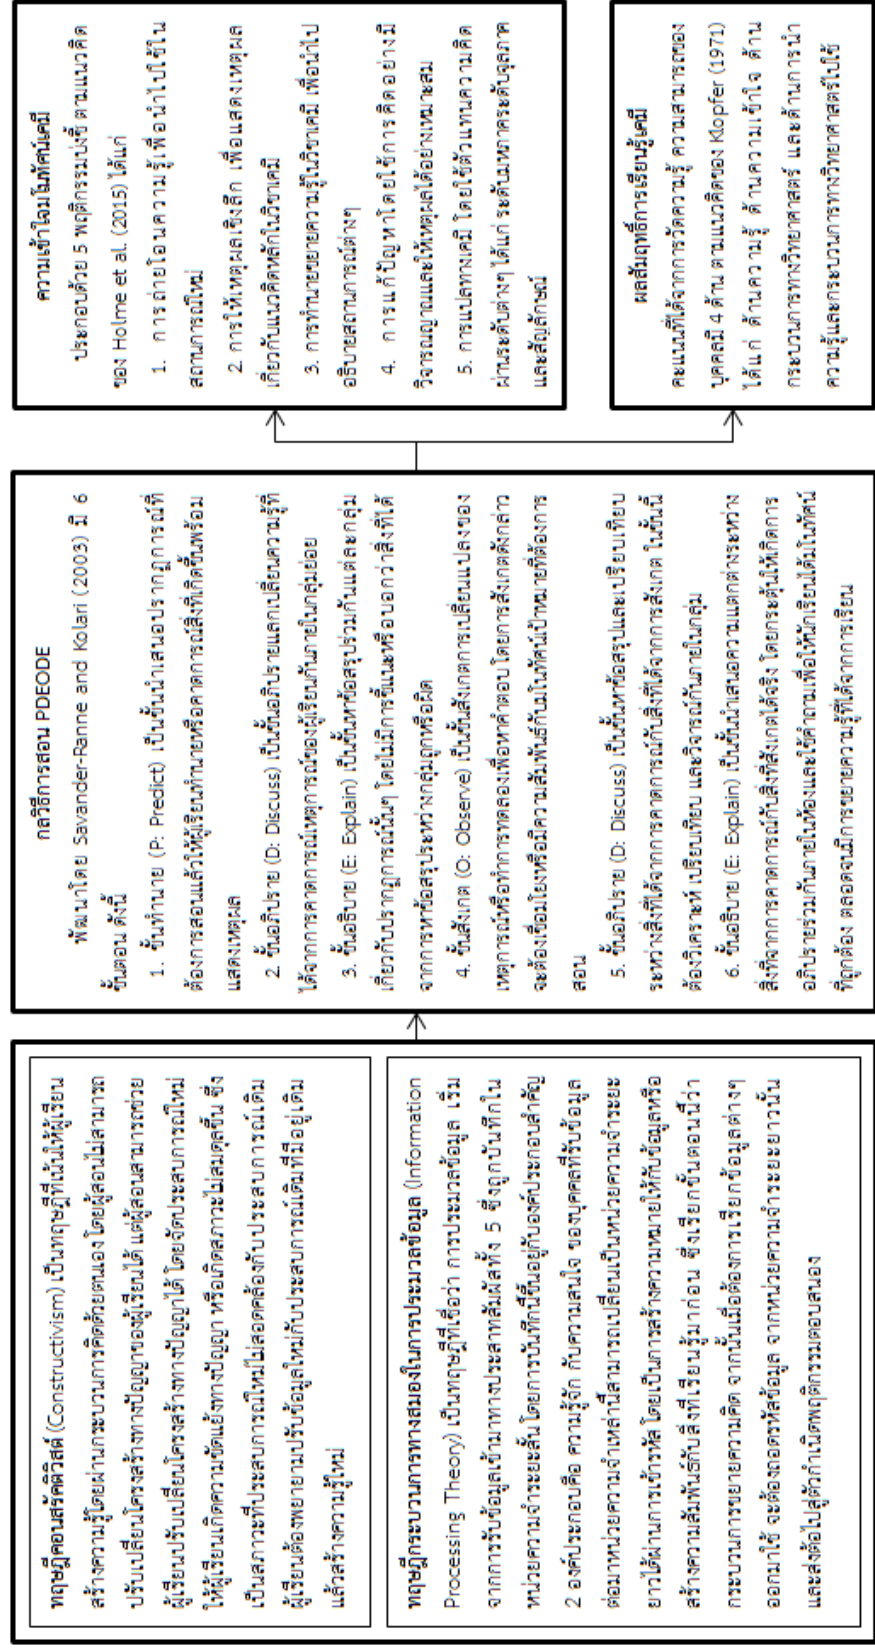 ทฤษฎีคอนสรัคติวิสต์ (Constructivism) เป็นทฤษฎีที่เน้นให้ผู้เรียน
สร้างความรู้โดยผ่านกระบวนการคิดด้วยตนเอง โดยผู้สอนไม่สามารถ
ปรับเปลี่ยนโครงสร้างทางปัญญาของผู้เรียนได้ แต่ผู้สอนสามารถช่วย
ผู้เรียนปรับเปลี่ยนโครงสร้างทางปัญญาได้ โดยจัดประสบการณ์ใหม่
ให้ผู้เรียนเกิดความขัดแย้งทางปัญญา หรือเกิดสภาวะไม่สมดุลขึ้น ซึ่ง
เป็นสภาวะที่ประสบการณ์ใหม่ไม่สอดคล้องกับประสบการณ์เดิม
ผู้เรียนต้องพยายามปรับข้อมูลใหม่กับประสบการณ์เดิมที่มีอยู่เดิม
แล้วสร้างความรู้ใหม่
ทฤษฎีกระบวนการทางสมองในการประมวลข้อมูล (Information
Processing Theory) เป็นทฤษฎีที่เชื่อว่า การประมวลข้อมูล เริ่ม
จากการรับข้อมูลเข้ามาทางประสาทสัมผัสทั้ง 5 ซึ่งถูกบันทึกใน
หน่วยความจำระยะสั้น โดยการบันทึกนี้ขึ้นอยู่กับองค์ประกอบสำคัญ
2 องค์ประกอบคือ ความรู้จัก กับความสนใจ ของบุคคลที่รับข้อมูล
ต่อมาหน่วยความจำเหล่านี้สามารถเปลี่ยนเป็นหน่วยความจำระยะ
ยาวได้ผ่านการเข้ารหัส โดยเป็นการสร้างความหมายให้กับข้อมูลหรือ
สร้างความสัมพันธ์กับสิ่งที่เรียนรู้มาก่อน ซึ่งเรียกขั้นตอนนี้ว่า
กระบวนการขยายความคิด จากนั้นเมื่อต้องการเรียกข้อมูลต่างๆ
ออกมาใช้ จะต้องถอดรหัสข้อมูล จากหน่วยความจำระยะยาวนั้น
และส่งต่อไปสู่ตัวกำเนิดพฤติกรรมตอบสนอง
กลวิธีการสอน PDEODE
พัฒนาโดย Savander-Ranne and Kolari (2003) มี 6
ขั้นตอน ดังนี้
1. ขั้นทำนาย (P: Predict) เป็นขั้นนำเสนอปรากฏการณ์ที่
ต้องการสอนแล้วให้ผู้เรียนทำนายหรือคาดการณ์สิ่งที่เกิดขึ้นพร้อม
แสดงเหตุผล
2. ขั้นอภิปราย (D: Discuss) เป็นขั้นอภิปรายแลกเปลี่ยนความรู้ที่
ได้จากการคาดการณ์เหตุการณ์ของผู้เรียนกันภายในกลุ่มย่อย
3. ขั้นอธิบาย (E: Explain) เป็นขั้นหาข้อสรุปร่วมกันแต่ละกลุ่ม
เกี่ยวกับปรากฏการณ์นั้นๆ โดยไม่มีการชี้แนะหรือบอกว่าสิ่งที่ได้
จากการหาข้อสรุประหว่างกลุ่มถูกหรือผิด
4. ขั้นสังเกต (O: Observe) เป็นขั้นสังเกตการเปลี่ยนแปลงของ
เหตุการณ์หรือทำการทดลองเพื่อหาคำตอบ โดยการสังเกตดังกล่าว
จะต้องเชื่อมโยงหรือมีความสัมพันธ์กับมโนทัศน์เป้าหมายที่ต้องการ
สอน
5. ขั้นอภิปราย (D: Discuss) เป็นขั้นหาข้อสรุปและเปรียบเทียบ
ระหว่างสิ่งที่ได้จากการคาดการณ์กับสิ่งที่ได้จากการสังเกต ในขั้นนี้
ต้องวิเคราะห์ เปรียบเทียบ และวิจารณ์กันภายในกลุ่ม
6. ขั้นอธิบาย (E: Explain) เป็นขั้นนำเสนอความแตกต่างระหว่าง
สิ่งที่จากการคาดการณ์กับสิ่งที่สังเกตได้จริง โดยกระตุ้นให้เกิดการ
อภิปรายร่วมกันภายในห้องและใช้คำถามเพื่อให้นักเรียนได้มโนทัศน์
ที่ถูกต้อง ตลอดจนมีการขยายความรู้ที่ได้จากการเรียน
ความเข้าใจมโนทัศน์เคมี
ประกอบด้วย 5 พฤติกรรมบ่งชี้ ตามแนวคิด
ของ Holme et al. (2015) ได้แก่
1. การถ่ายโอนความรู้เพื่อนำไปใช้ใน
สถานการณ์ใหม่
2. การให้เหตุผลเชิงลึก เพื่อแสดงเหตุผล
เกี่ยวกับแนวคิดหลักในวิชาเคมี
3. การทำนายขยายความรู้ในวิชาเคมี เพื่อนำไป
อธิบายสถานการณ์ต่างๆ
4. การแก้ปัญหาโดยใช้การคิดอย่างมี
วิจารณญาณและให้เหตุผลได้อย่างเหมาะสม
5. การแปลทางเคมี โดยใช้ตัวแทนความคิด
ผ่านระดับต่างๆ ได้แก่ ระดับมหภาคระดับจุลภาค
และสัญลักษณ์
ผลสัมฤทธิ์การเรียนรู้เคมี
คะแนนที่ได้จากการวัดความรู้ ความสามารถของ
บุคคลมี 4 ด้าน ตามแนวคิดของ Klopfer (1971)
ได้แก่ ด้านความรู้ ด้านความเข้าใจ ด้าน
กระบวนการทางวิทยาศาสตร์ และด้านการนำ
ความรู้และกระบวนการทางวิทยาศาสตร์ไปใช้